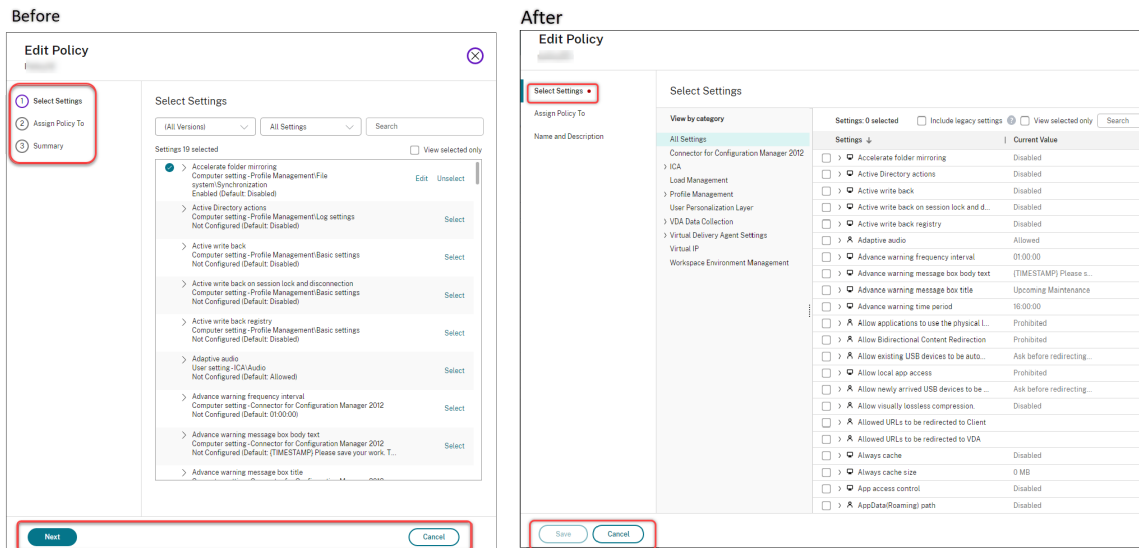 Before
Edit Policy
1 Select Settings
2 Assign Policy To
3 Summary
Select Settings
(All Versions)
All Settings
Search
Settings 19 selected
View selected only
Accelerate folder mirroring
Computer setting - Profile Management\File
system\Synchronization
Enabled (Default: Disabled)
Edit Unselect
Active Directory actions
Computer setting - Profile Management\Log settings
Not Configured (Default: Disabled)
Select
Active write back
Computer setting - Profile Management\Basic settings
Not Configured (Default: Disabled)
Select
Active write back on session lock and disconnection
Computer setting - Profile Management\Basic settings
Not Configured (Default: Disabled)
Select
Active write back registry
Computer setting - Profile Management\Basic settings
Not Configured (Default: Disabled)
Select
Adaptive audio
User setting - ICA\Audio
Not Configured (Default: Allowed)
Select
Advance warning frequency interval
Computer setting - Connector for Configuration Manager 2012
Not Configured (Default: 01:00:00)
Select
Advance warning message box body text
Computer setting - Connector for Configuration Manager 2012
Not Configured (Default: {TIMESTAMP} Please save your work. T...
Select
Advance warning message box title
Next
Cancel
After
Edit Policy
Select Settings
Assign Policy To
Name and Description
Select Settings
View by category
All Settings
Connector for Configuration Manager 2012
ICA
Load Management
Profile Management
User Personalization Layer
VDA Data Collection
Virtual Delivery Agent Settings
Virtual IP
Workspace Environment Management
Settings: 0 selected
Include legacy settings
View selected only
Search
Settings ↓ Current Value
Accelerate folder mirroring Disabled
Active Directory actions Disabled
Active write back Disabled
Active write back on session lock and d... Disabled
Active write back registry Disabled
Adaptive audio Allowed
Advance warning frequency interval 01:00:00
Advance warning message box body text {TIMESTAMP} Please s...
Advance warning message box title Upcoming Maintenance
Advance warning time period 16:00:00
Allow applications to use the physical l... Prohibited
Allow Bidirectional Content Redirection Prohibited
Allow existing USB devices to be auto... Ask before redirecting...
Allow local app access Prohibited
Allow newly arrived USB devices to be ... Ask before redirecting...
Allow visually lossless compression. Disabled
Allowed URLs to be redirected to Client
Allowed URLs to be redirected to VDA
Always cache Disabled
Always cache size 0 MB
App access control Disabled
AppData(Roaming) path Disabled
Save
Cancel